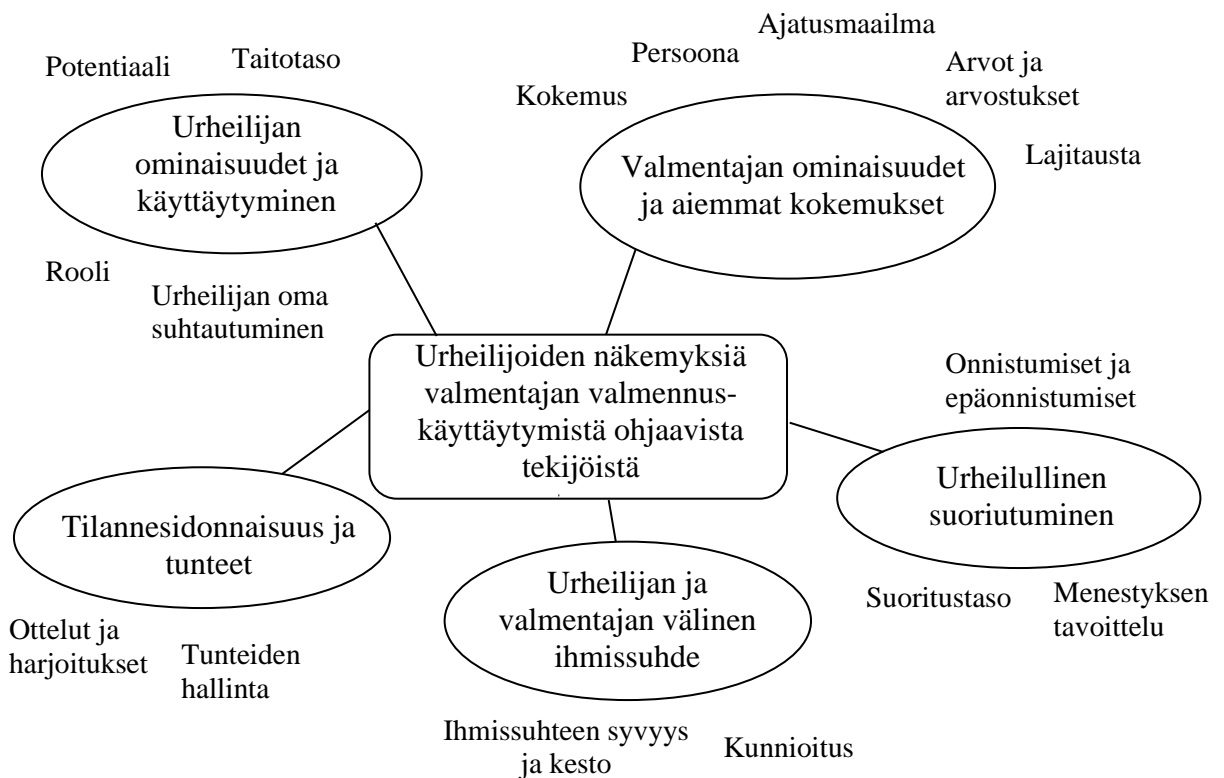 Ajatusmaailma
Potentiaali
Taitotaso
Persoona
Arvot ja
arvostukset
Kokemus
Urheilijan
ominaisuudet ja
käyttäytyminen
Valmentajan ominaisuudet
ja aiemmat kokemukset
Lajitausta
Rooli
Urheilijan oma
suhtautuminen
Urheilijoiden näkemyksiä
valmentajan valmennus-
käyttäytymistä ohjaavista
tekijöistä
Onnistumiset ja
epäonnistumiset
Urheilullinen
suoriutuminen
Tilannesidonnaisuus ja
tunteet
Urheilijan ja
valmentajan välinen
ihmissuhde
Suoritustaso
Menestyksen
tavoittelu
Ottelut ja
harjoitukset
Tunteiden
hallinta
Ihmissuhteen syvyys
ja kesto
Kunnioitus